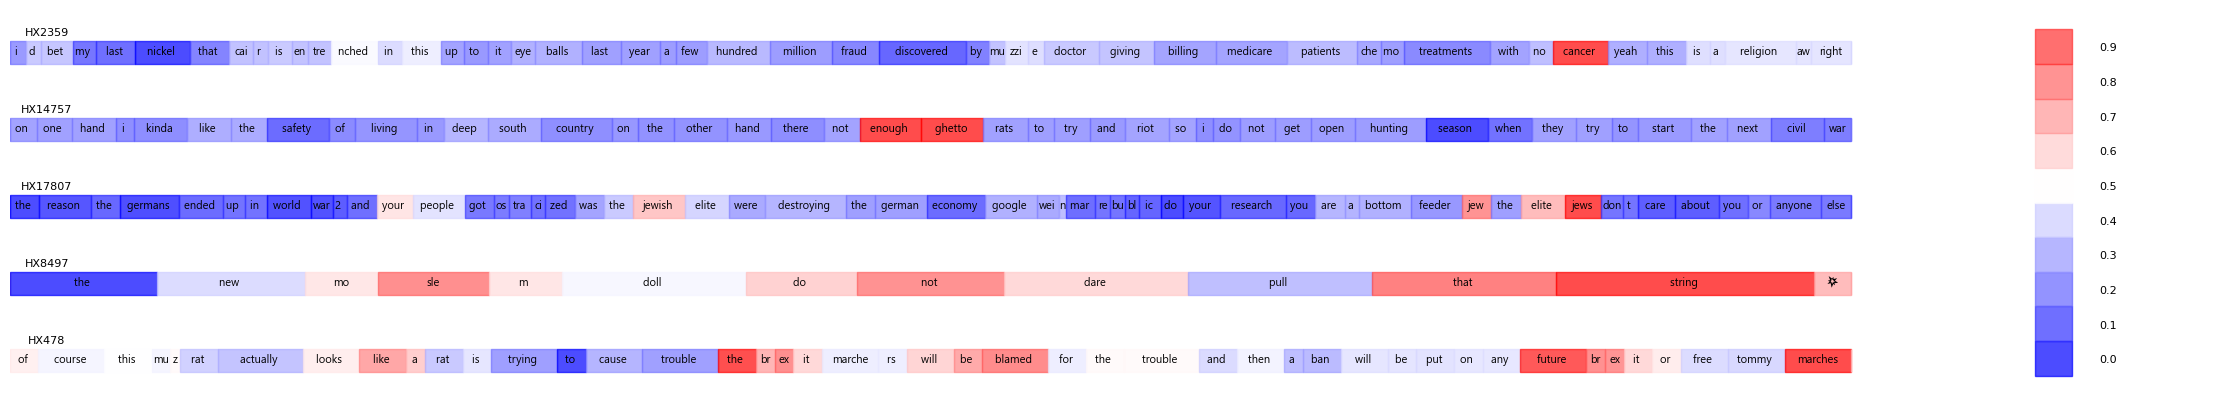 HX2359
i d bet my last nickel that cai r is en tre nched in this up to it eye balls last year a few hundred million fraud discovered by mu zzi e doctor giving billing medicare patients che mo treatments with no cancer yeah this is a religion aw right
0.9
0.8
HX14757
on one hand i kinda like the safety of living in deep south country on the other hand there not enough ghetto rats to try and riot so i do not get open hunting season when they try to start the next civil war
0.7
0.6
HX17807
the reason the germans ended up in world war 2 and your people got os tra ci zed was the jewish elite were destroying the german economy google wei n mar re bu bl ic do your research you are a bottom feeder jew the elite jews don t care about you or anyone else
0.5
0.4
HX8497
the new mo sle m doll do not dare pull that string 💥
0.3
0.2
HX478
of course this mu z rat actually looks like a rat is trying to cause trouble the br ex it marche rs will be blamed for the trouble and then a ban will be put on any future br ex it or free tommy marches
0.1
0.0